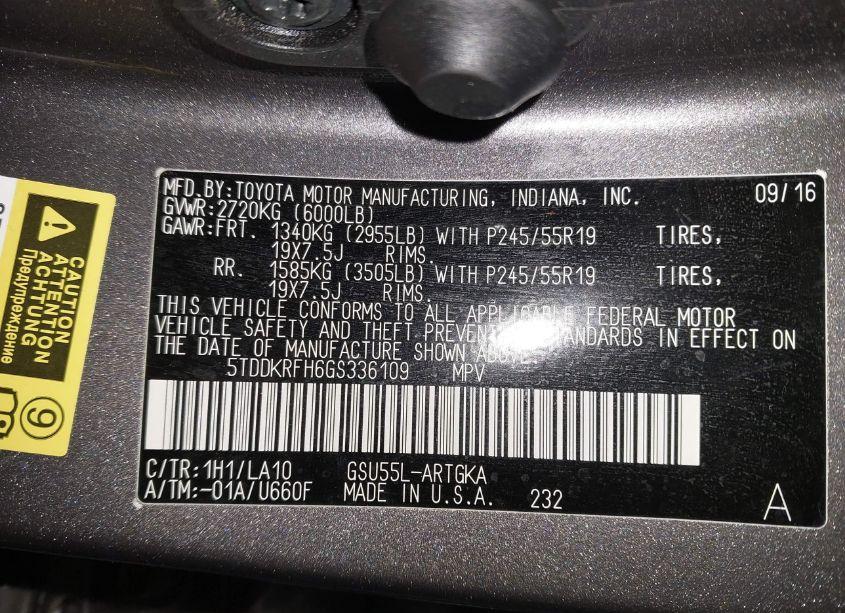 MFD.BY:TOYOTA MOTOR MANUFACTURING, INDIANA, INC. 09/16
GVWR:2720KG (6000LB)
GAWR:FRT. 1340KG (2955LB) WITH P245/55R19 TIRES,
19X7.5J RIMS.
RR. 1585KG (3505LB) WITH P245/55R19 TIRES,
19X7.5J RIMS.
THIS VEHICLE CONFORMS TO ALL APPLICABLE FEDERAL MOTOR
VEHICLE SAFETY AND THEFT PREVENTION STANDARDS IN EFFECT ON
THE DATE OF MANUFACTURE SHOWN ABOVE.
5TDDKRFH6GS336109 MPV
C/TR:1H1/LA10 GSU55L-ARTGKA
A/TM:-01A/U660F MADE IN U.S.A. 232
A
CAUTION
ATTENTION
ACHTUNG
Предупреждение
9